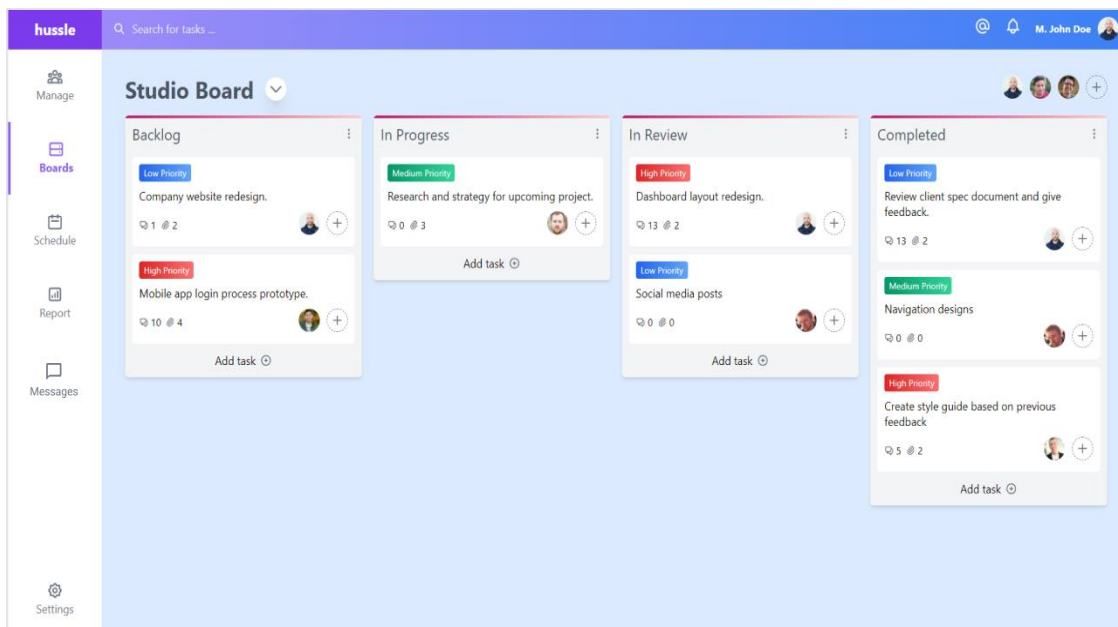 hussle
Search for tasks ...
M. John Doe
Manage
Boards
Schedule
Report
Messages
Settings
Studio Board
Backlog
Low Priority
Company website redesign.
1 2
High Priority
Mobile app login process prototype.
10 4
Add task
In Progress
Medium Priority
Research and strategy for upcoming project.
0 3
Add task
In Review
High Priority
Dashboard layout redesign.
13 2
Low Priority
Social media posts
0 0
Add task
Completed
Low Priority
Review client spec document and give
feedback.
13 2
Medium Priority
Navigation designs
0 0
High Priority
Create style guide based on previous
feedback
5 2
Add task